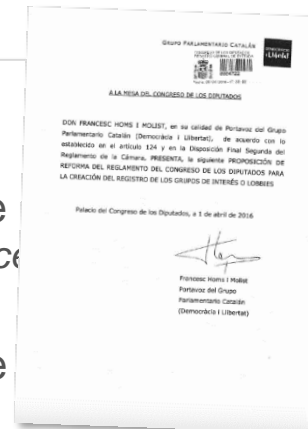 GRUPO PARLAMENTARIO CATALÁN
A LA MESA DEL CONGRESO DE LOS DIPUTADOS
DON FRANCESC HOMS I MOLIST, en su calidad de Portavoz del Grupo
Parlamentario Catalán (Democràcia i Llibertat), de acuerdo con lo
establecido en el artículo 124 y en la Disposición Final Segunda del
Reglamento de la Cámara, PRESENTA, la siguiente PROPOSICIÓN DE
REFORMA DEL REGLAMENTO DEL CONGRESO DE LOS DIPUTADOS PARA
LA CREACIÓN DEL REGISTRO DE LOS GRUPOS DE INTERÉS O LOBBIES
Palacio del Congreso de los Diputados, a 1 de abril de 2016
Francesc Homs i Molist
Portavoz del Grupo
Parlamentario Catalán
(Democràcia i Llibertat)